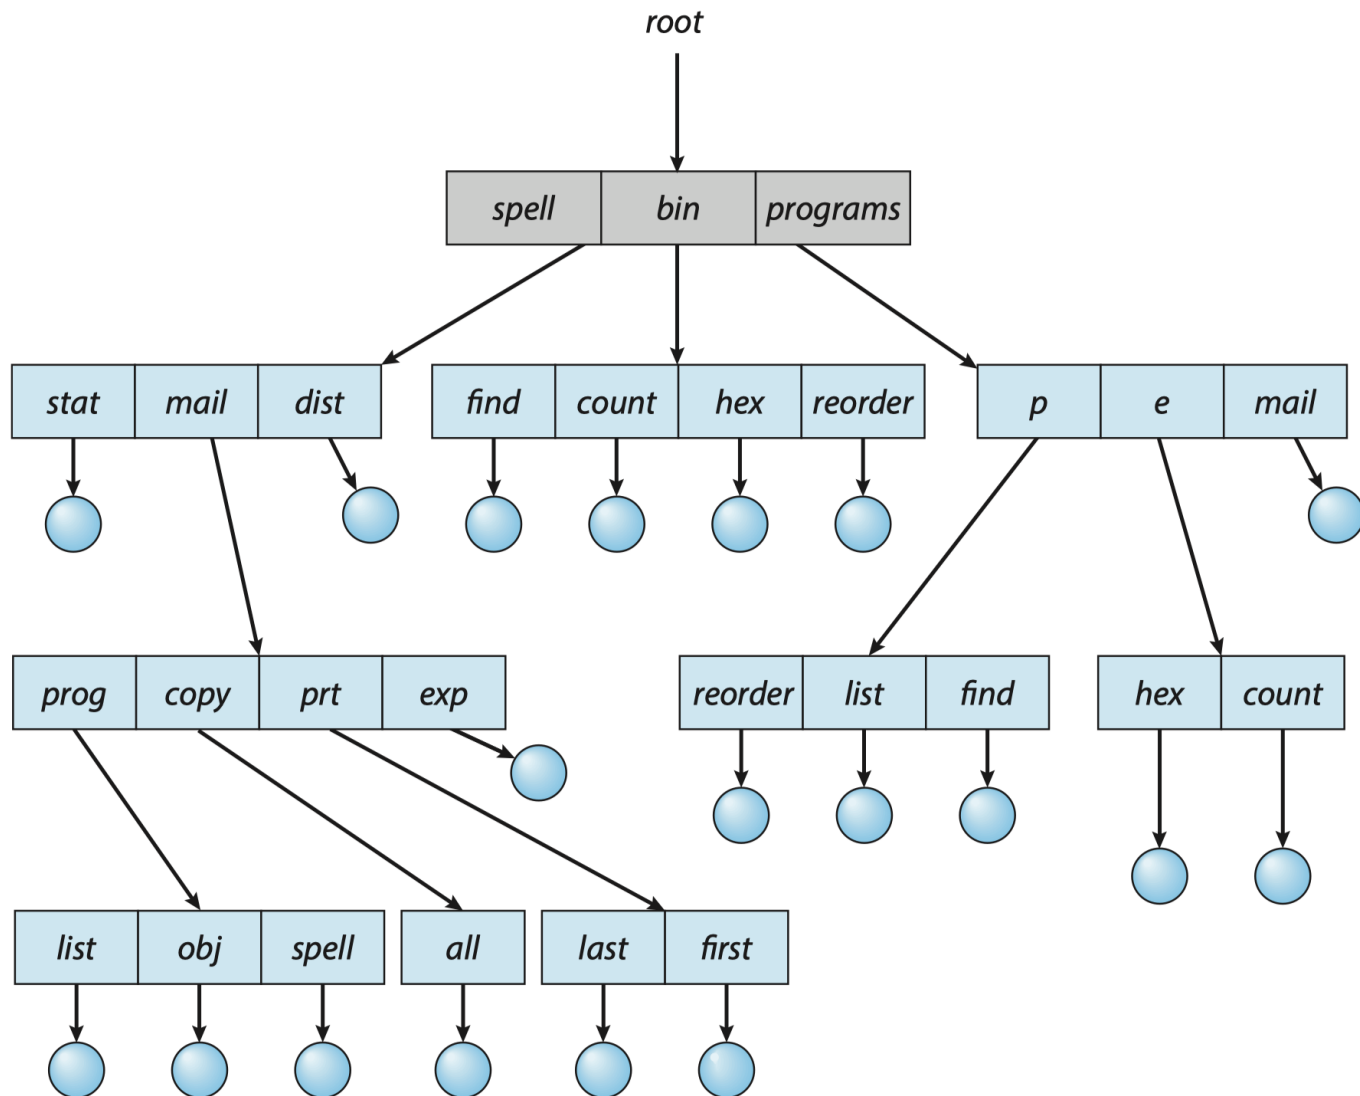 root
spell bin programs
stat mail dist find count hex reorder p e mail
prog copy prt exp reorder list find hex count
list obj spell all last first